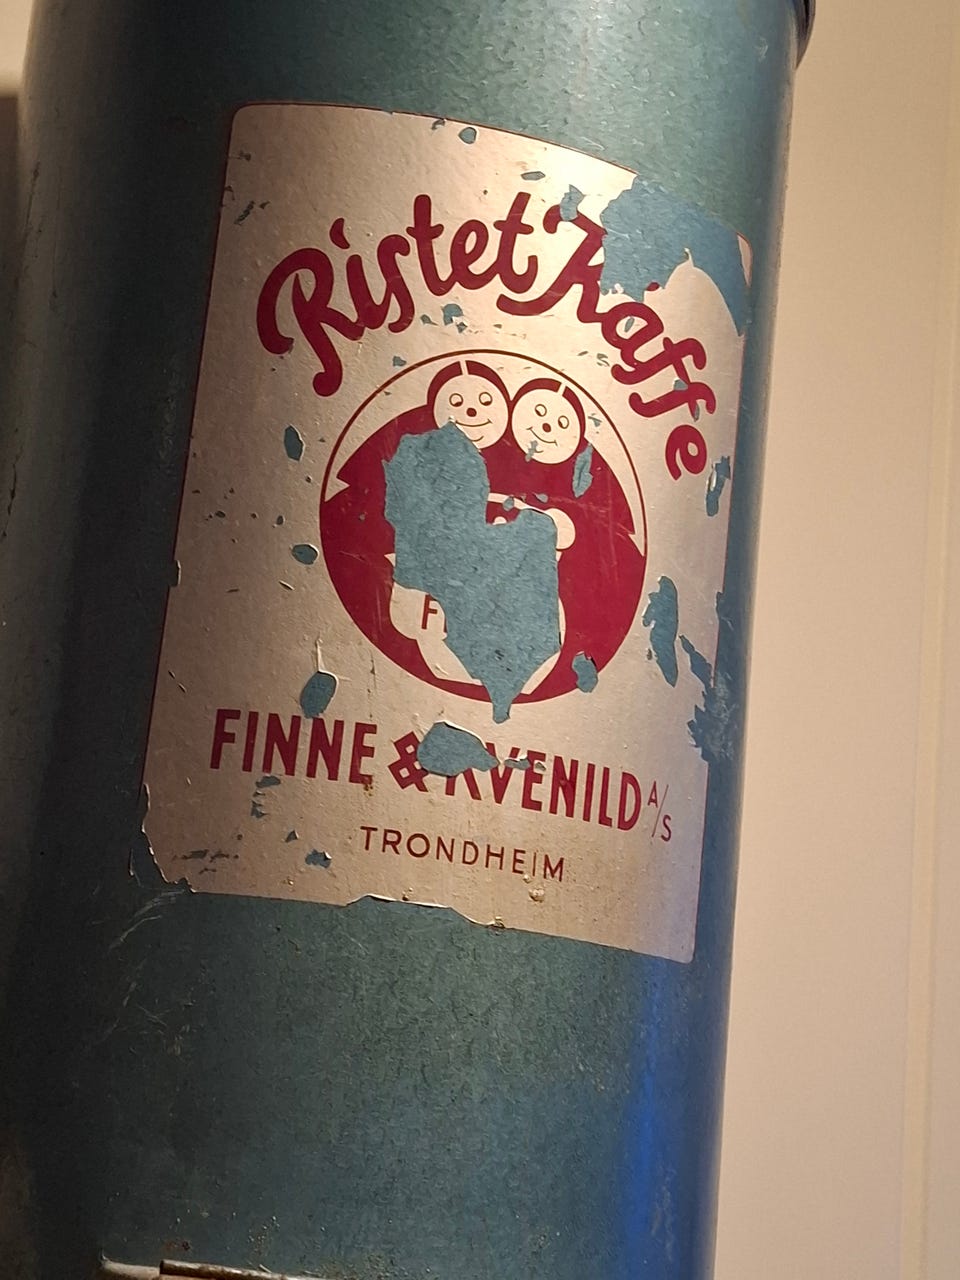 Ristet Kaffe
F
FINNE & KVENILD A/S
TRONDHEIM